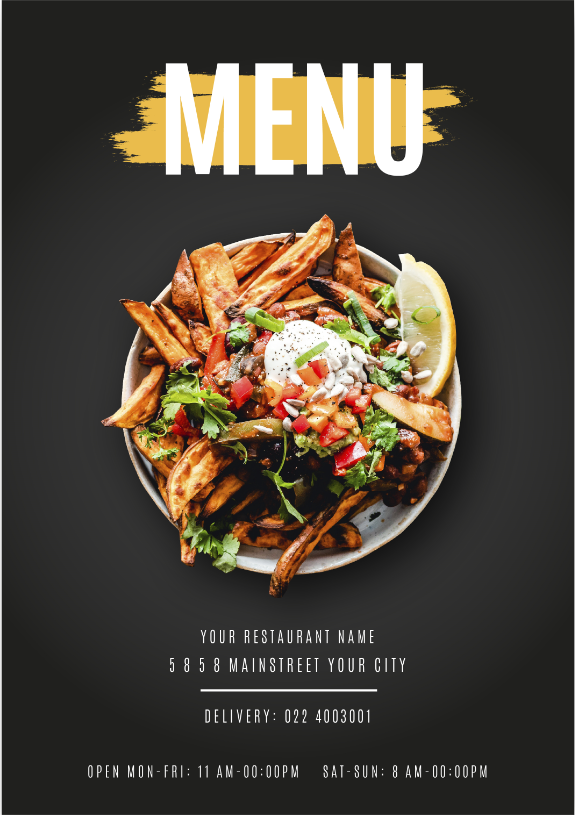 MENU
YOUR RESTAURANT NAME
5 8 5 8 MAINSTREET YOUR CITY
DELIVERY: 022 4003001
OPEN MON-FRI: 11 AM-00:00PM SAT-SUN: 8 AM-00:00PM